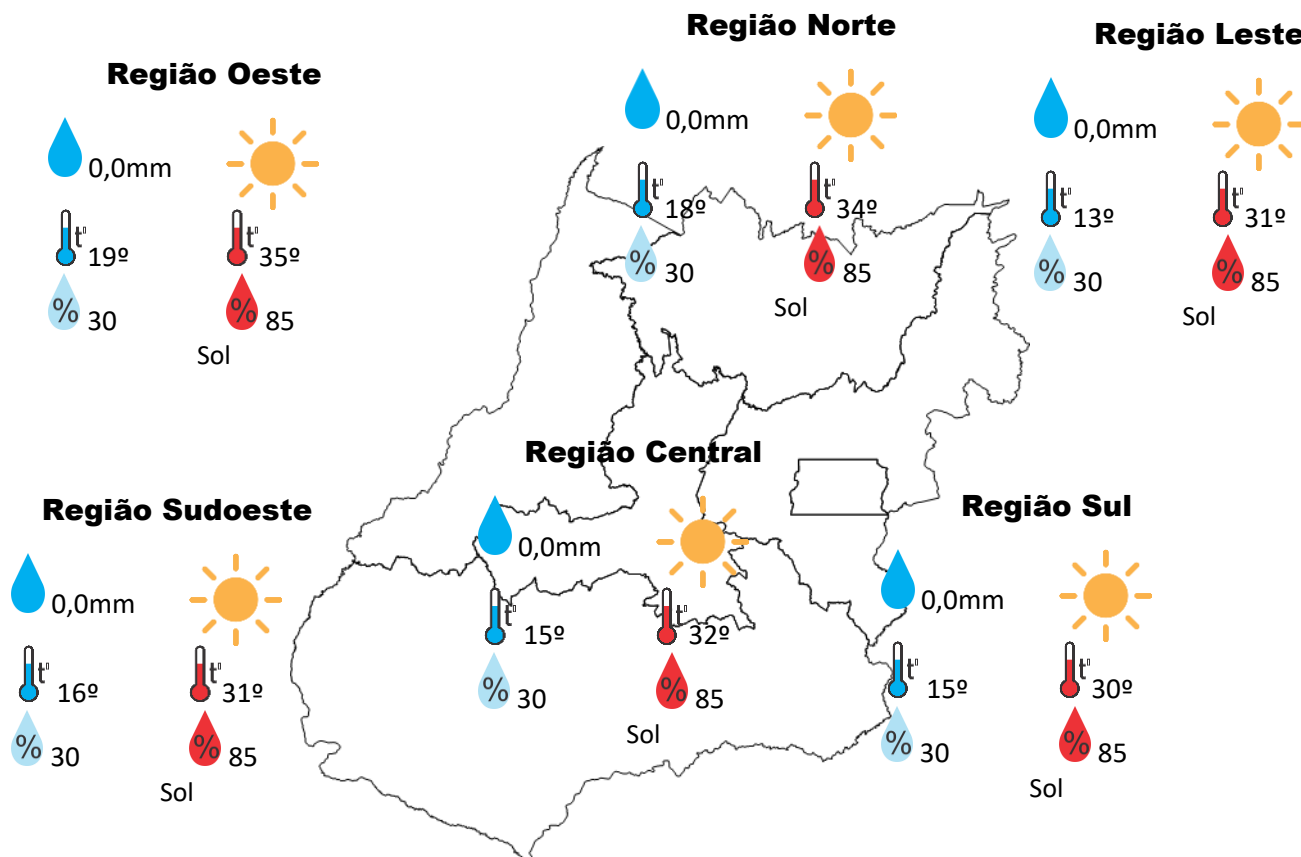 Região Norte
0,0mm
t°
18º
t°
34º
% 30
% 85
Sol
Região Leste
0,0mm
t°
13º
t°
31º
% 30
% 85
Sol
Região Oeste
0,0mm
t°
19º
t°
35º
% 30
% 85
Sol
Região Central
0,0mm
t°
15º
t°
32º
% 30
% 85
Sol
Região Sudoeste
0,0mm
t°
16º
t°
31º
% 30
% 85
Sol
Região Sul
0,0mm
t°
15º
t°
30º
% 30
% 85
Sol